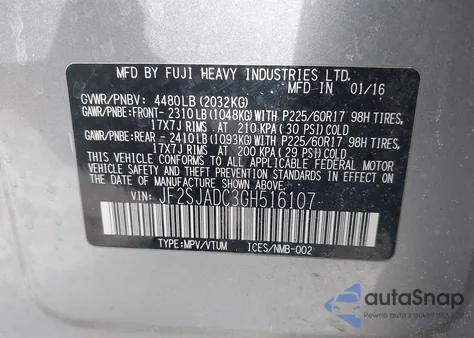 MFD BY FUJI HEAVY INDUSTRIES LTD.
MFD IN 01/16
GVWR/PNBV: 4480LB(2032KG)
GAWR/PNBE:FRONT-2310LB(1048KG)WITH P225/60R17 98H TIRES,
17X7J RIMS . AT 210 KPA(30 PSI)COLD
GAWR/PNBE:REAR -2410LB(1093KG)WITH P225/60R17 98H TIRES,
17X7J RIMS . AT 200 KPA(29 PSI)COLD
THIS VEHICLE CONFORMS TO ALL APPLICABLE FEDERAL MOTOR
VEHICLE SAFETY, BUMPER AND THEFT PREVENTION STANDARDS
IN EFFECT ON THE DATE OF MANUFACTURE SHOWN ABOVE.
VIN: JF2SJADC3GH516107
TYPE:MPV/VTUM ICES/NMB-002
autoSnap